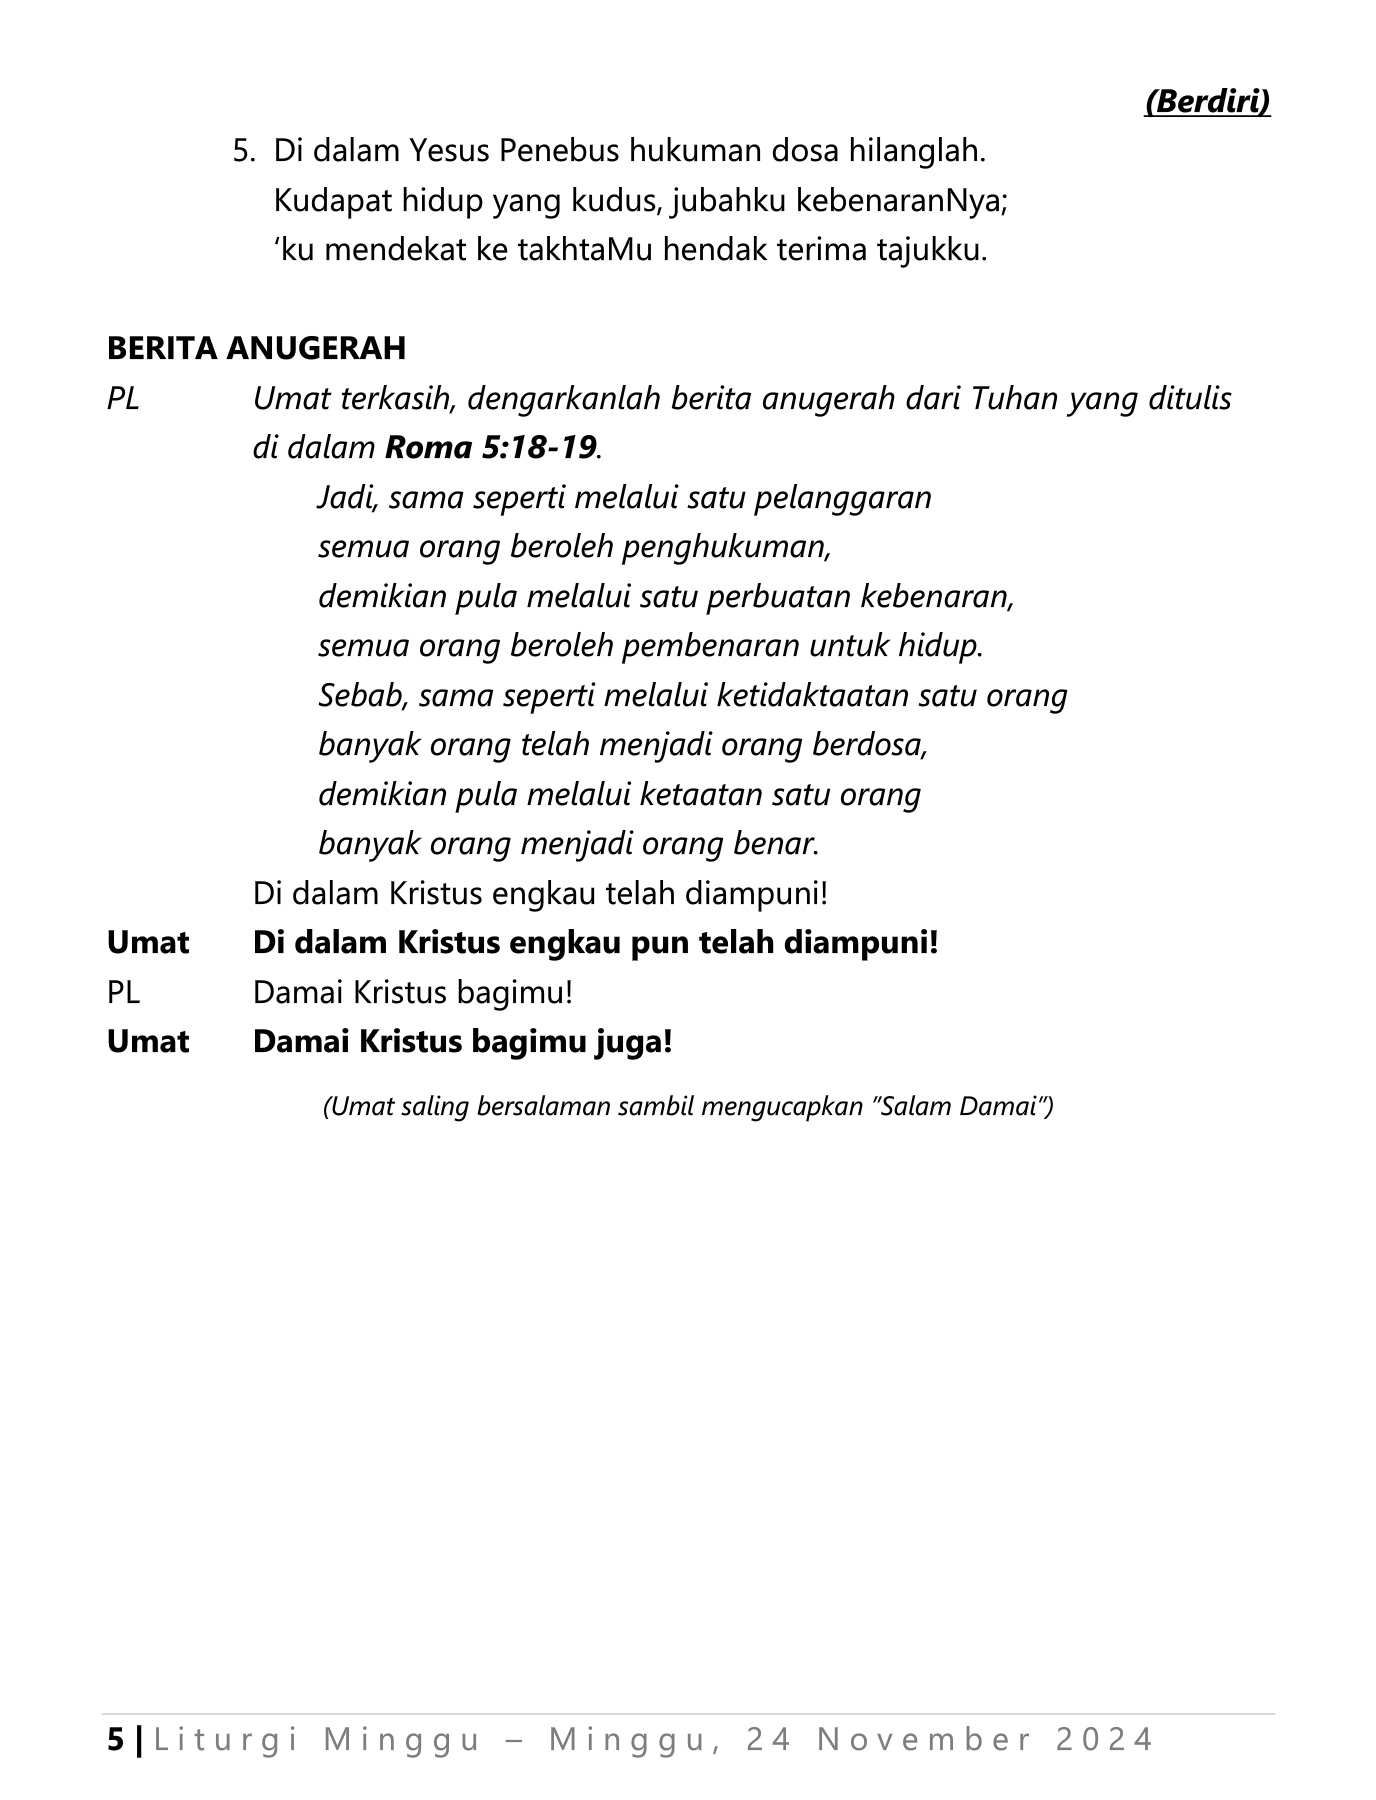 (Berdiri)
5. Di dalam Yesus Penebus hukuman dosa hilanglah.
Kudapat hidup yang kudus, jubahku kebenaranNya;
‘ku mendekat ke takhtaMu hendak terima tajukku.
BERITA ANUGERAH
PL Umat terkasih, dengarkanlah berita anugerah dari Tuhan yang ditulis
di dalam Roma 5:18-19.
Jadi, sama seperti melalui satu pelanggaran
semua orang beroleh penghukuman,
demikian pula melalui satu perbuatan kebenaran,
semua orang beroleh pembenaran untuk hidup.
Sebab, sama seperti melalui ketidaktaatan satu orang
banyak orang telah menjadi orang berdosa,
demikian pula melalui ketaatan satu orang
banyak orang menjadi orang benar.
Di dalam Kristus engkau telah diampuni!
Umat Di dalam Kristus engkau pun telah diampuni!
PL Damai Kristus bagimu!
Umat Damai Kristus bagimu juga!
(Umat saling bersalaman sambil mengucapkan “Salam Damai”)
5 | Liturgi Minggu – Minggu, 24 November 2024